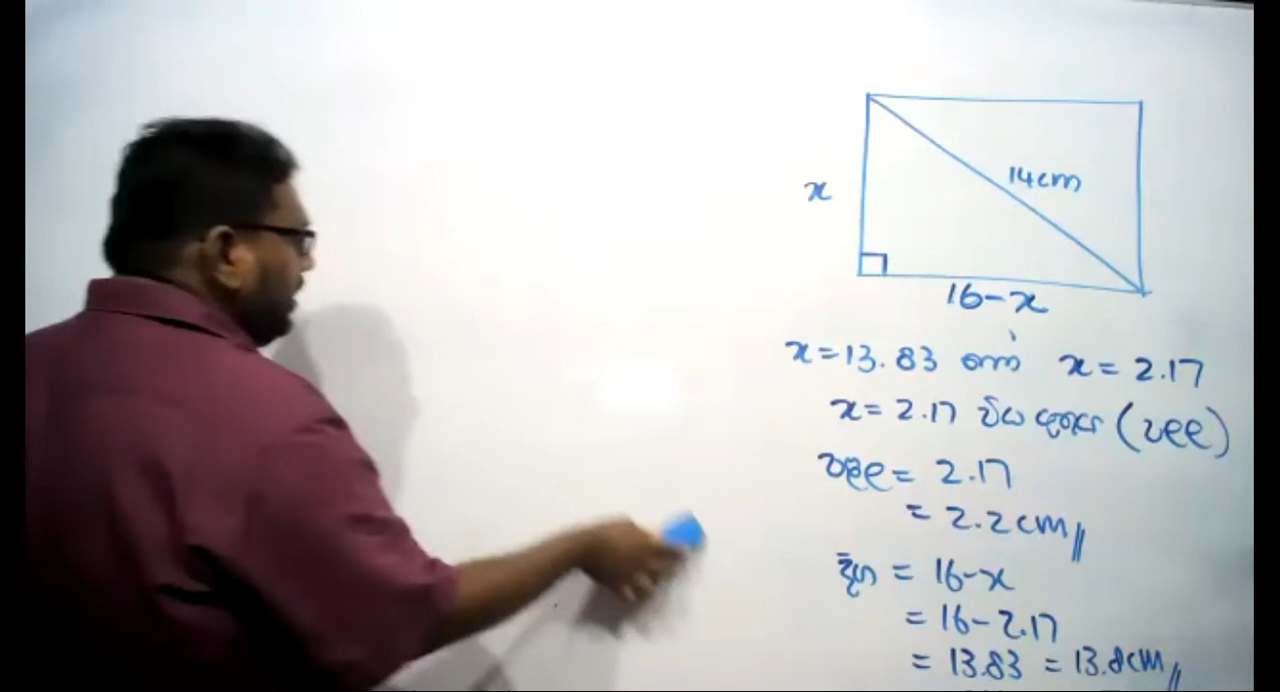 x
14cm
16-x
x = 13.83 හෝ x = 2.17
x = 2.17 විය යුතුය (පළල)
පළල = 2.17
= 2.2cm//
දිග = 16-x
= 16-2.17
= 13.83 = 13.8cm//